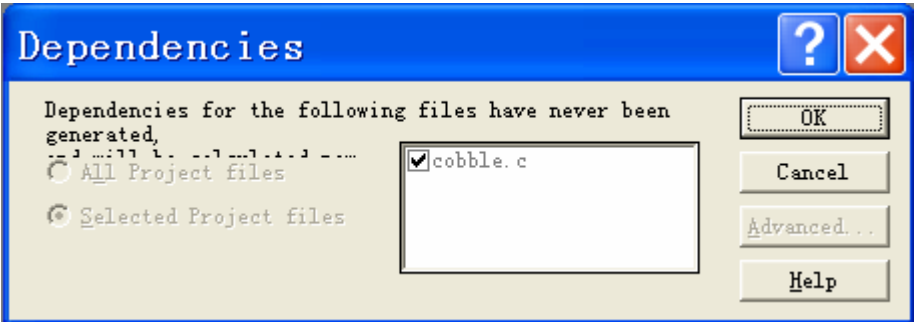 Dependencies
Dependencies for the following files have never been
generated,
All Project files
Selected Project files
cobble.c
OK
Cancel
Advanced...
Help